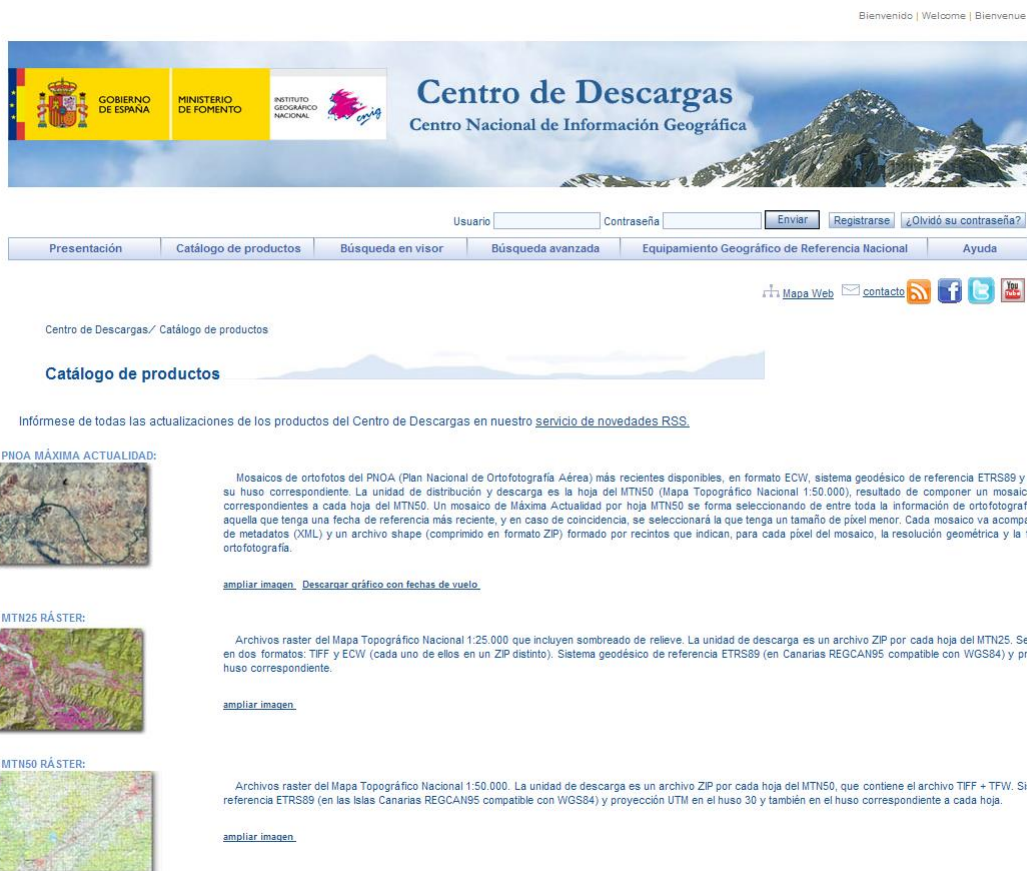 Bienvenido | Welcome | Bienvenue
GOBIERNO
DE ESPAÑA
MINISTERIO
DE FOMENTO
INSTITUTO
GEOGRÁFICO
NACIONAL
cnig
Centro de Descargas
Centro Nacional de Información Geográfica
Usuario Contraseña Enviar Registrarse ¿Olvidó su contraseña?
Presentación Catálogo de productos Búsqueda en visor Búsqueda avanzada Equipamiento Geográfico de Referencia Nacional Ayuda
Mapa Web contacto You Tube
Centro de Descargas/ Catálogo de productos
Catálogo de productos
Infórmese de todas las actualizaciones de los productos del Centro de Descargas en nuestro servicio de novedades RSS.
PNOA MÁXIMA ACTUALIDAD:
Mosaicos de ortofotos del PNOA (Plan Nacional de Ortofotografía Aérea) más recientes disponibles, en formato ECW, sistema geodésico de referencia ETRS89 y
su huso correspondiente. La unidad de distribución y descarga es la hoja del MTN50 (Mapa Topográfico Nacional 1:50.000), resultado de componer un mosaic
correspondientes a cada hoja del MTN50. Un mosaico de Máxima Actualidad por hoja MTN50 se forma seleccionando de entre toda la información de ortofotograf
aquella que tenga una fecha de referencia más reciente, y en caso de coincidencia, se seleccionará la que tenga un tamaño de píxel menor. Cada mosaico va acompa
de metadatos (XML) y un archivo shape (comprimido en formato ZIP) formado por recintos que indican, para cada píxel del mosaico, la resolución geométrica y la
ortofotografía.
ampliar imagen Descargar gráfico con fechas de vuelo
MTN25 RÁSTER:
Archivos raster del Mapa Topográfico Nacional 1:25.000 que incluyen sombreado de relieve. La unidad de descarga es un archivo ZIP por cada hoja del MTN25. Se
en dos formatos: TIFF y ECW (cada uno de ellos en un ZIP distinto). Sistema geodésico de referencia ETRS89 (en Canarias REGCAN95 compatible con WGS84) y pr
huso correspondiente.
ampliar imagen
MTN50 RÁSTER:
Archivos raster del Mapa Topográfico Nacional 1:50.000. La unidad de descarga es un archivo ZIP por cada hoja del MTN50, que contiene el archivo TIFF + TFW. Si
referencia ETRS89 (en las Islas Canarias REGCAN95 compatible con WGS84) y proyección UTM en el huso 30 y también en el huso correspondiente a cada hoja.
ampliar imagen